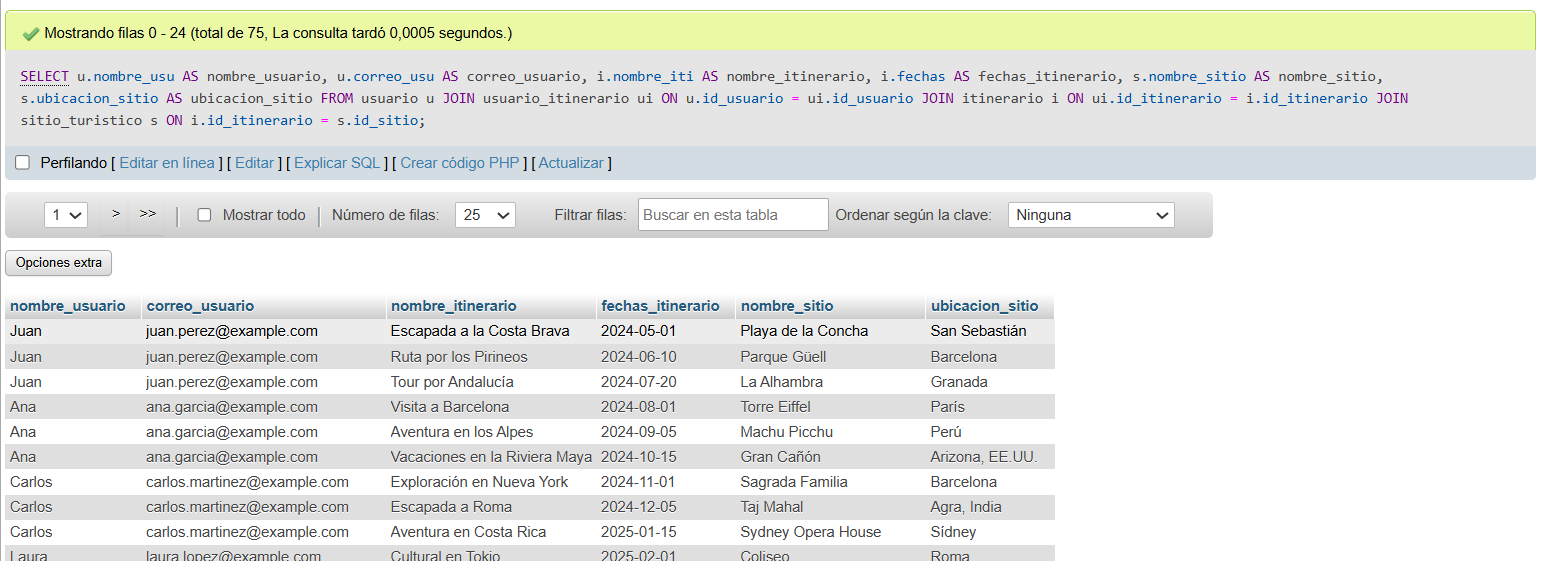 Mostrando filas 0 - 24 (total de 75, La consulta tardó 0,0005 segundos.)
SELECT u.nombre_usu AS nombre_usuario, u.correo_usu AS correo_usuario, i.nombre_iti AS nombre_itinerario, i.fechas AS fechas_itinerario, s.nombre_sitio AS nombre_sitio,
s.ubicacion_sitio AS ubicacion_sitio FROM usuario u JOIN usuario_itinerario ui ON u.id_usuario = ui.id_usuario JOIN itinerario i ON ui.id_itinerario = i.id_itinerario JOIN
sitio_turistico s ON i.id_itinerario = s.id_sitio;
Perfilando [ Editar en línea ] [ Editar ] [ Explicar SQL ] [ Crear código PHP ] [ Actualizar ]
1 > >> | Mostrar todo | Número de filas: 25 Filtrar filas: Buscar en esta tabla Ordenar según la clave: Ninguna
Opciones extra
nombre_usuario correo_usuario nombre_itinerario fechas_itinerario nombre_sitio ubicacion_sitio
Juan juan.perez@example.com Escapada a la Costa Brava 2024-05-01 Playa de la Concha San Sebastián
Juan juan.perez@example.com Ruta por los Pirineos 2024-06-10 Parque Güell Barcelona
Juan juan.perez@example.com Tour por Andalucía 2024-07-20 La Alhambra Granada
Ana ana.garcia@example.com Visita a Barcelona 2024-08-01 Torre Eiffel París
Ana ana.garcia@example.com Aventura en los Alpes 2024-09-05 Machu Picchu Perú
Ana ana.garcia@example.com Vacaciones en la Riviera Maya 2024-10-15 Gran Cañón Arizona, EE.UU.
Carlos carlos.martinez@example.com Exploración en Nueva York 2024-11-01 Sagrada Familia Barcelona
Carlos carlos.martinez@example.com Escapada a Roma 2024-12-05 Taj Mahal Agra, India
Carlos carlos.martinez@example.com Aventura en Costa Rica 2025-01-15 Sydney Opera House Sídney
Laura laura.lopez@example.com Cultural en Tokio 2025-02-01 Coliseo Roma